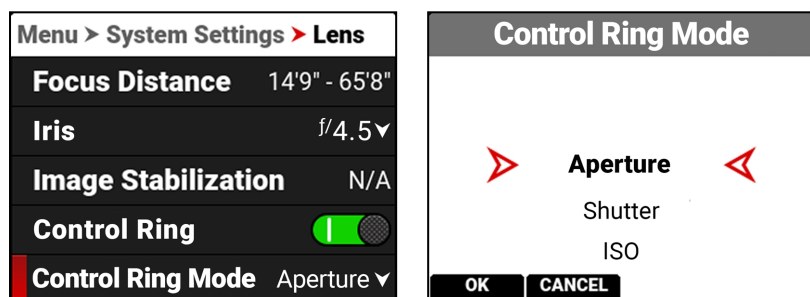 Menu > System Settings > Lens
Focus Distance 14'9" - 65'8"
Iris f/4.5
Image Stabilization N/A
Control Ring
Control Ring Mode Aperture
Control Ring Mode
Aperture
Shutter
ISO
OK CANCEL